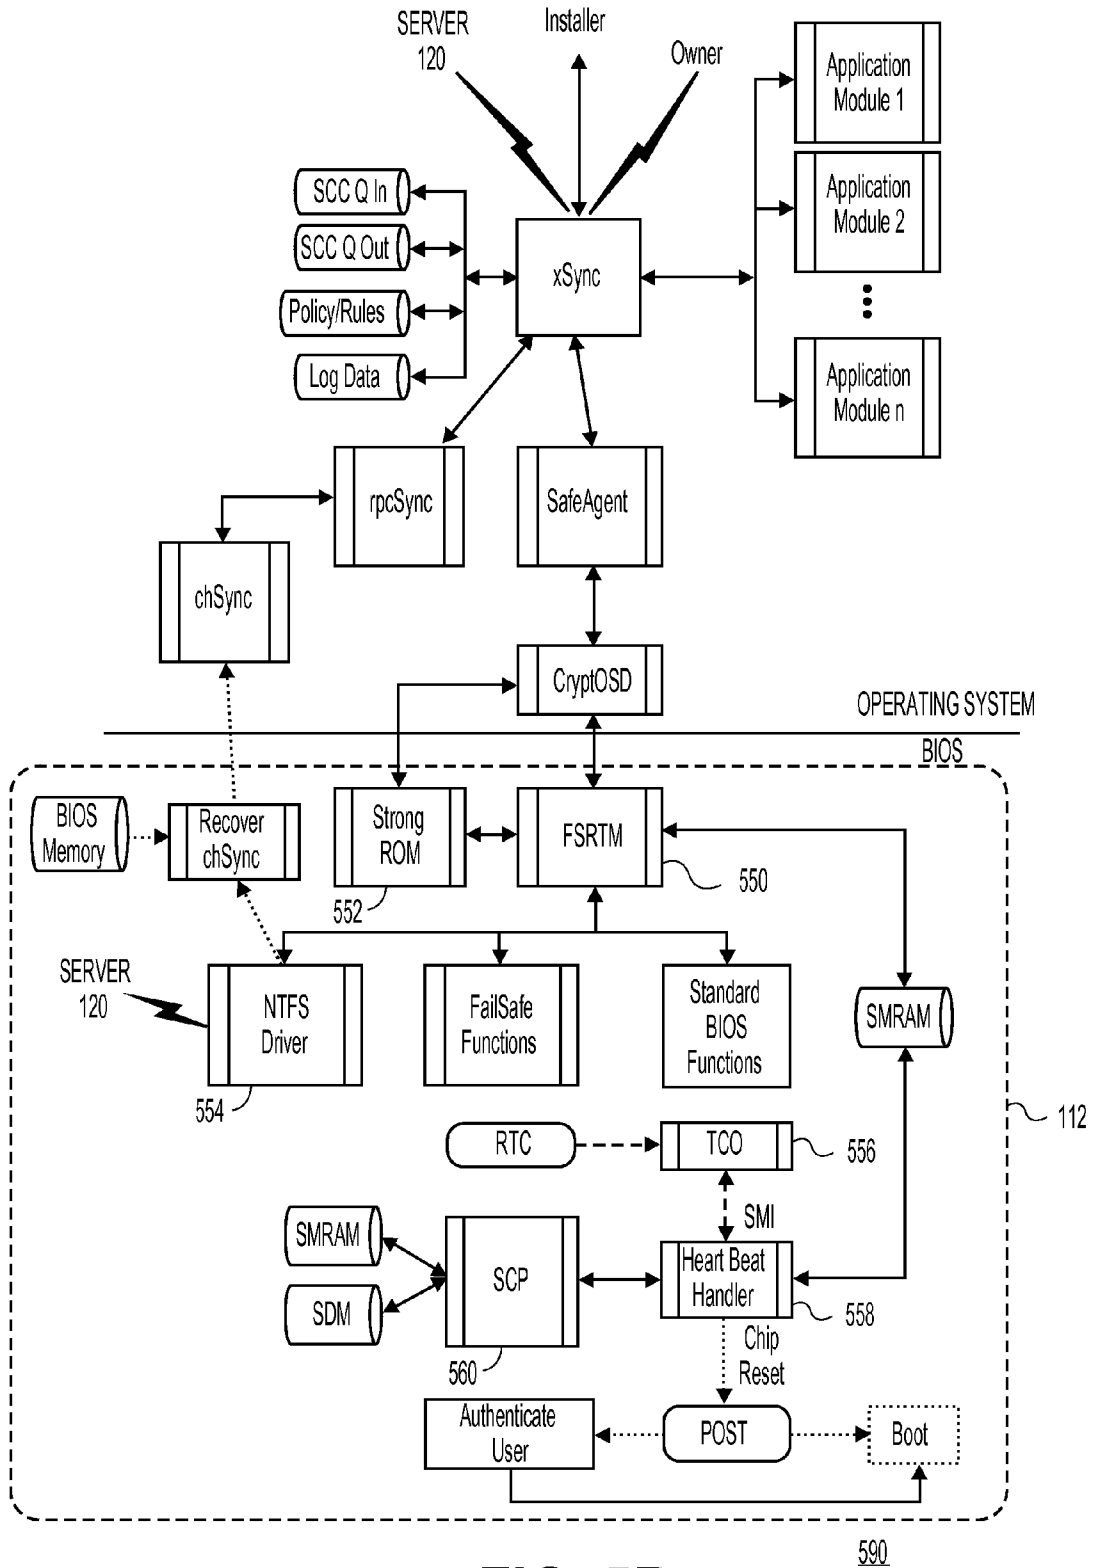 SERVER
120
Installer
Owner
Application
Module 1
SCC Q In
Application
Module 2
SCC Q Out
xSync
Policy/Rules
Log Data
Application
Module n
rpcSync
SafeAgent
chSync
CryptOSD
OPERATING SYSTEM
BIOS
BIOS
Memory
Recover
chSync
Strong
ROM
FSRTM
550
552
SERVER
120
NTFS
Driver
FailSafe
Functions
Standard
BIOS
Functions
SMRAM
554
112
RTC
TCO
556
SMI
SMRAM
SCP
Heart Beat
Handler
SDM
558
560
Chip
Reset
Authenticate
User
POST
Boot
590